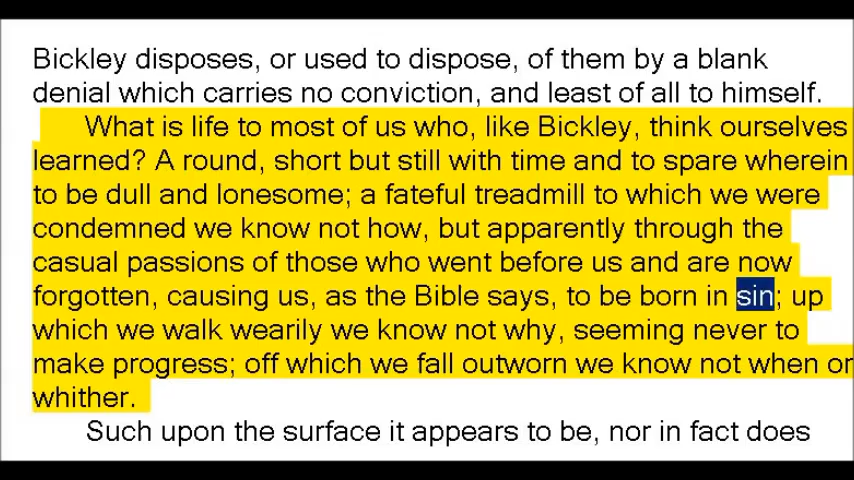 Bickley disposes, or used to dispose, of them by a blank
denial which carries no conviction, and least of all to himself.
What is life to most of us who, like Bickley, think ourselves
learned? A round, short but still with time and to spare wherein
to be dull and lonesome; a fateful treadmill to which we were
condemned we know not how, but apparently through the
casual passions of those who went before us and are now
forgotten, causing us, as the Bible says, to be born in sin; up
which we walk wearily we know not why, seeming never to
make progress; off which we fall outworn we know not when or
whither.
Such upon the surface it appears to be, nor in fact does